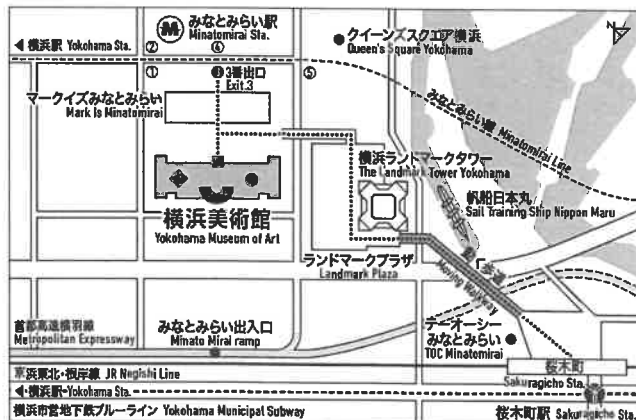 みなとみらい駅
Minatomirai Sta.
横浜駅 Yokohama Sta.
② ④
クイーンズスクエア横浜
Queen's Square Yokohama
N
① ③ 3番出口 ⑤
Exit.3
マークイズみなとみらい
Mark Is Minatomirai
みなとみらい線 Minatomirai Line
横浜ランドマークタワー
The Landmark Tower Yokohama
帆船日本丸
Sail Training Ship Nippon Maru
横浜美術館
Yokohama Museum of Art
動く歩道
Moving Walkway
ランドマークプラザ
Landmark Plaza
首都高速横羽線
Metropolitan Expressway
みなとみらい出入口
Minato Mirai ramp
テーオーシー
みなとみらい
TOC Minatomirai
桜木町
Sakuragicho Sta.
京浜東北・根岸線 JR Negishi Line
横浜駅 Yokohama Sta.
横浜市営地下鉄ブルーライン Yokohama Municipal Subway
桜木町駅 Sakuragicho Sta.